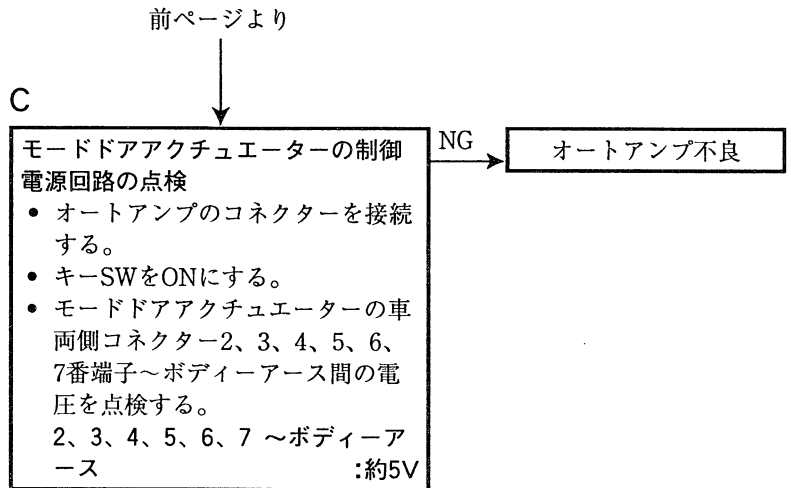 前ページより
C
モードドアアクチュエーターの制御
電源回路の点検
• オートアンプのコネクターを接続
する。
• キーSWをONにする。
• モードドアアクチュエーターの車
両側コネクター2、3、4、5、6、
7番端子～ボディーアース間の電
圧を点検する。
2、3、4、5、6、7 ～ボディーア
ース :約5V
NG
オートアンプ不良